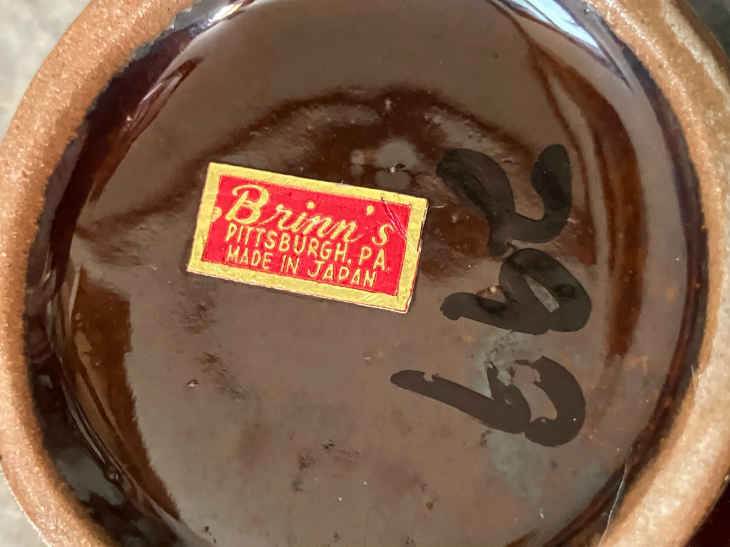 Brinn's
PITTSBURGH, PA.
MADE IN JAPAN